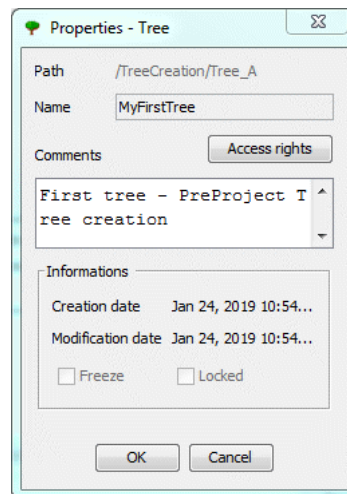 Properties - Tree
Path /TreeCreation/Tree_A
Name MyFirstTree
Comments Access rights
First tree - PreProject T
ree creation
Informations
Creation date Jan 24, 2019 10:54...
Modification date Jan 24, 2019 10:54...
Freeze Locked
OK Cancel